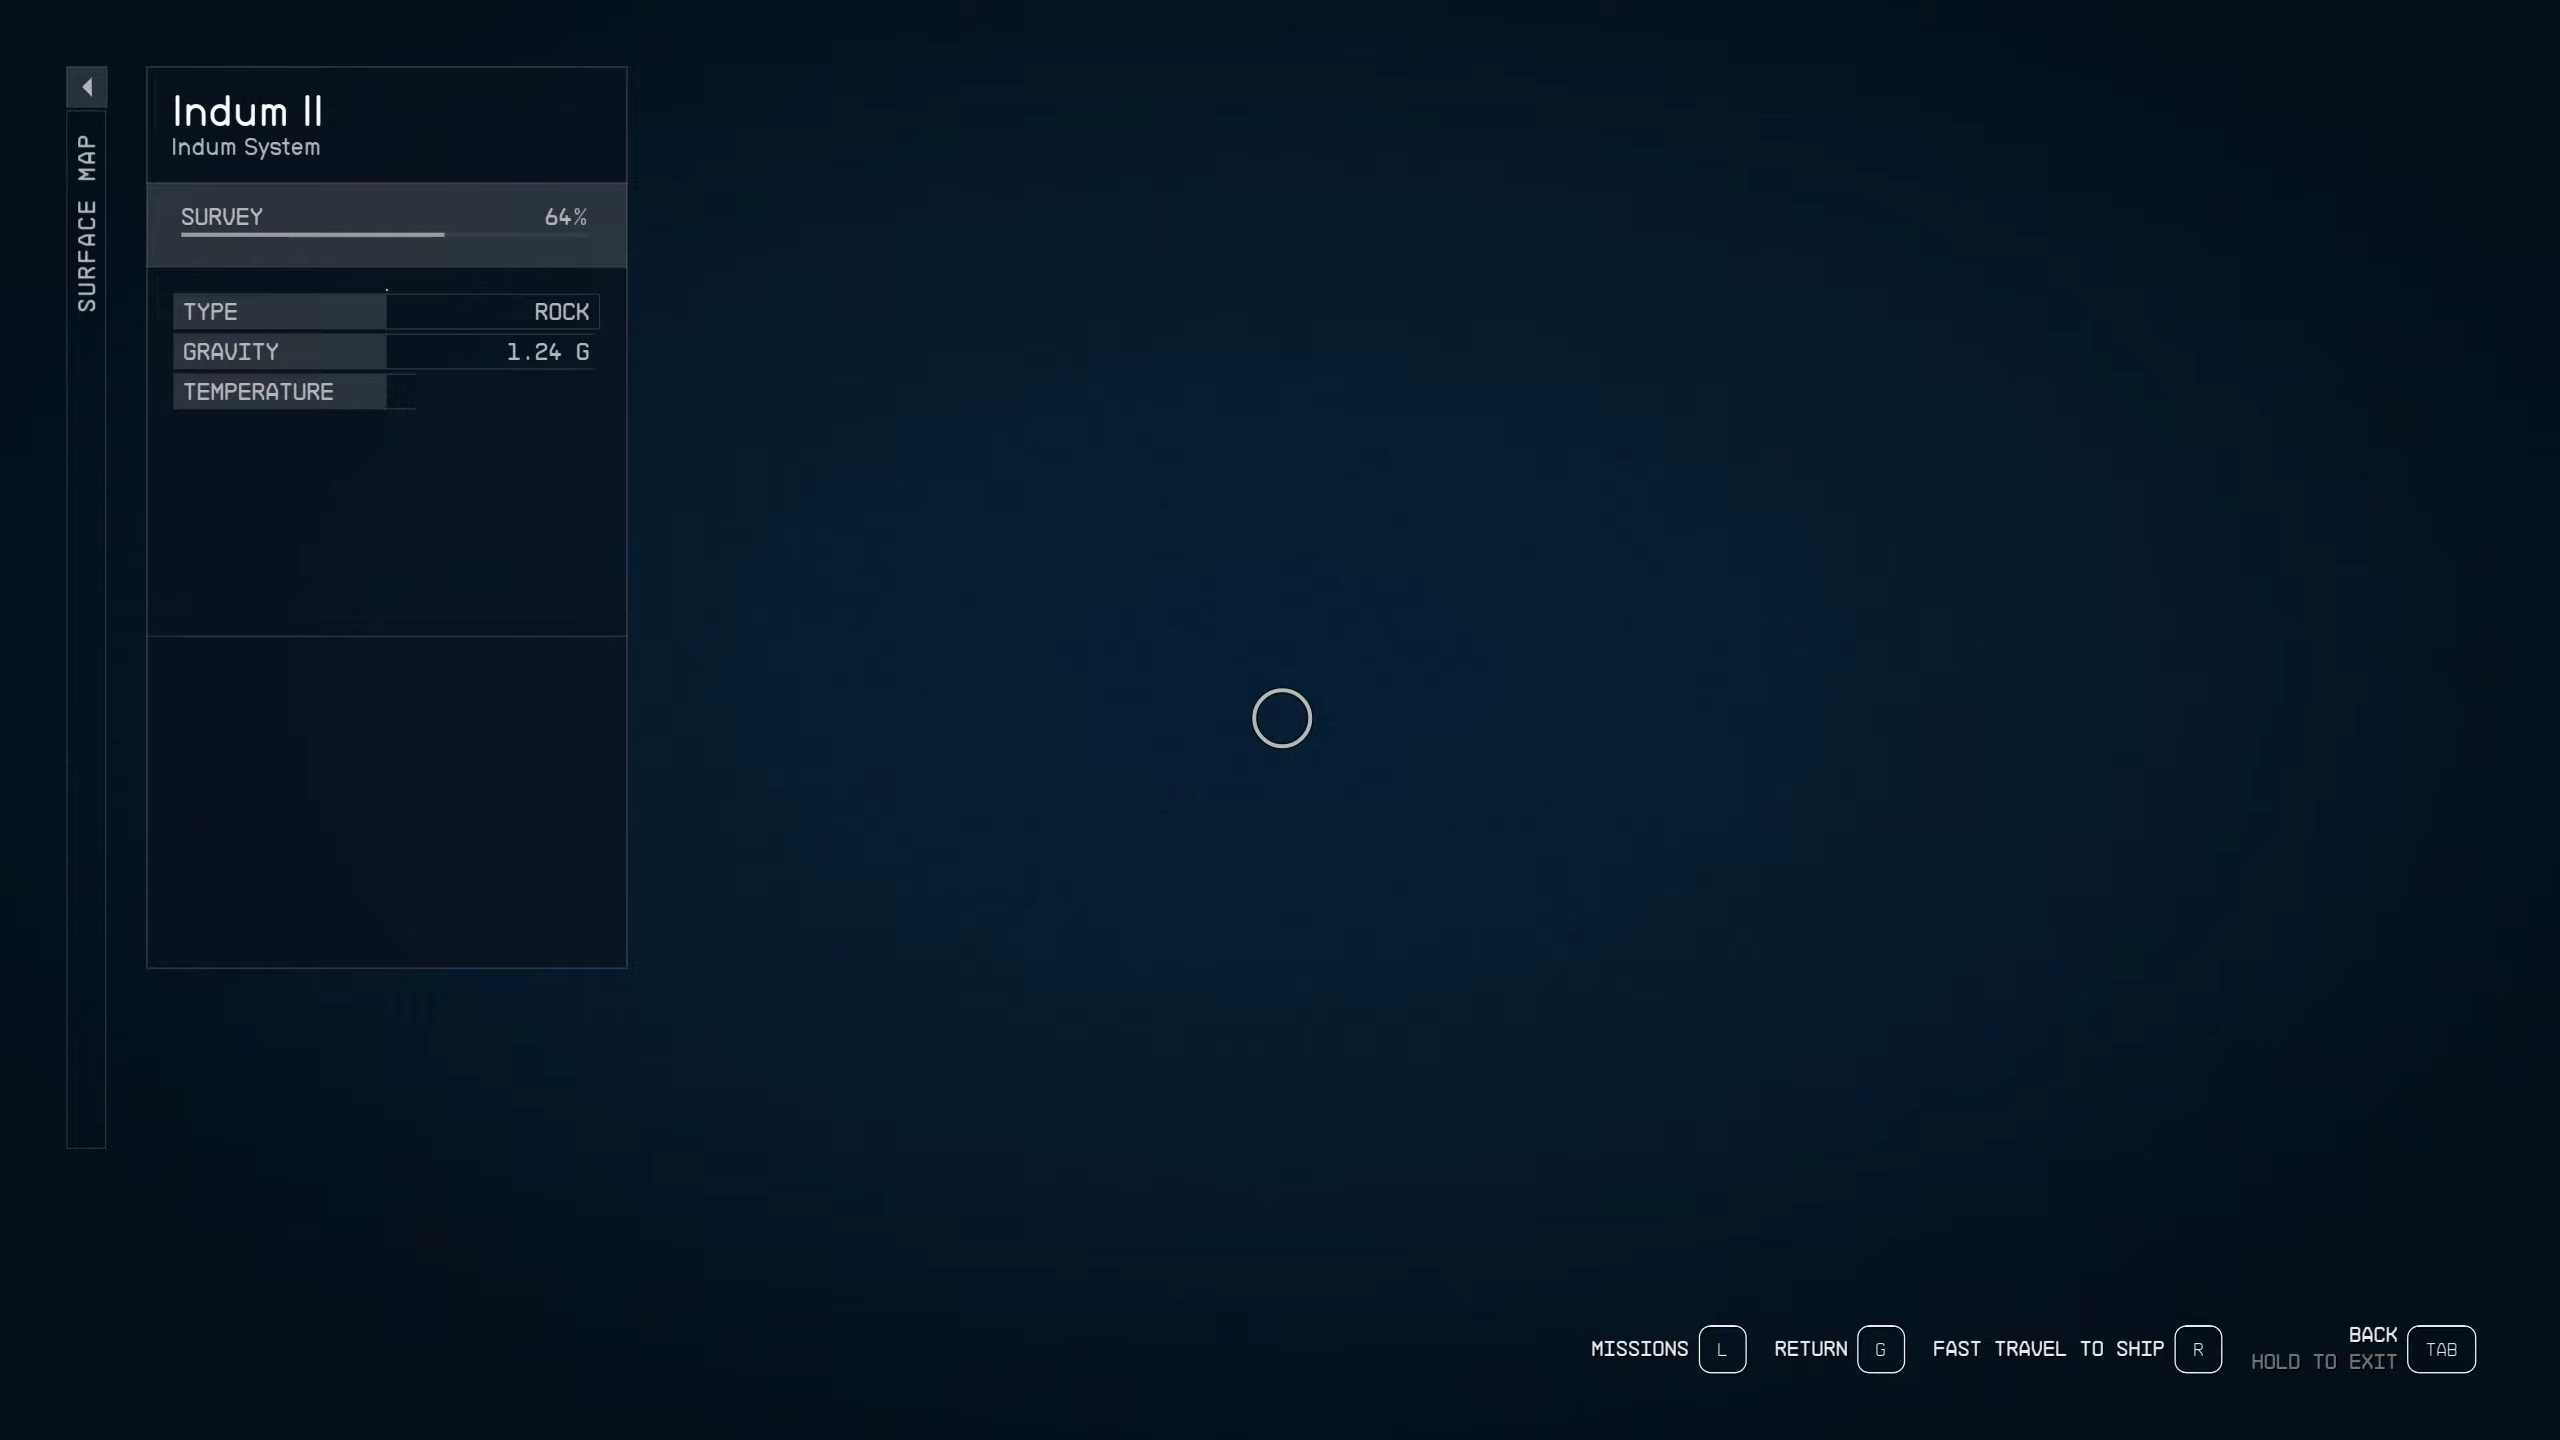 SURFACE MAP
Indum II
Indum System
SURVEY 64%
TYPE ROCK
GRAVITY 1.24 G
TEMPERATURE
MISSIONS L RETURN G FAST TRAVEL TO SHIP R BACK TAB
HOLD TO EXIT